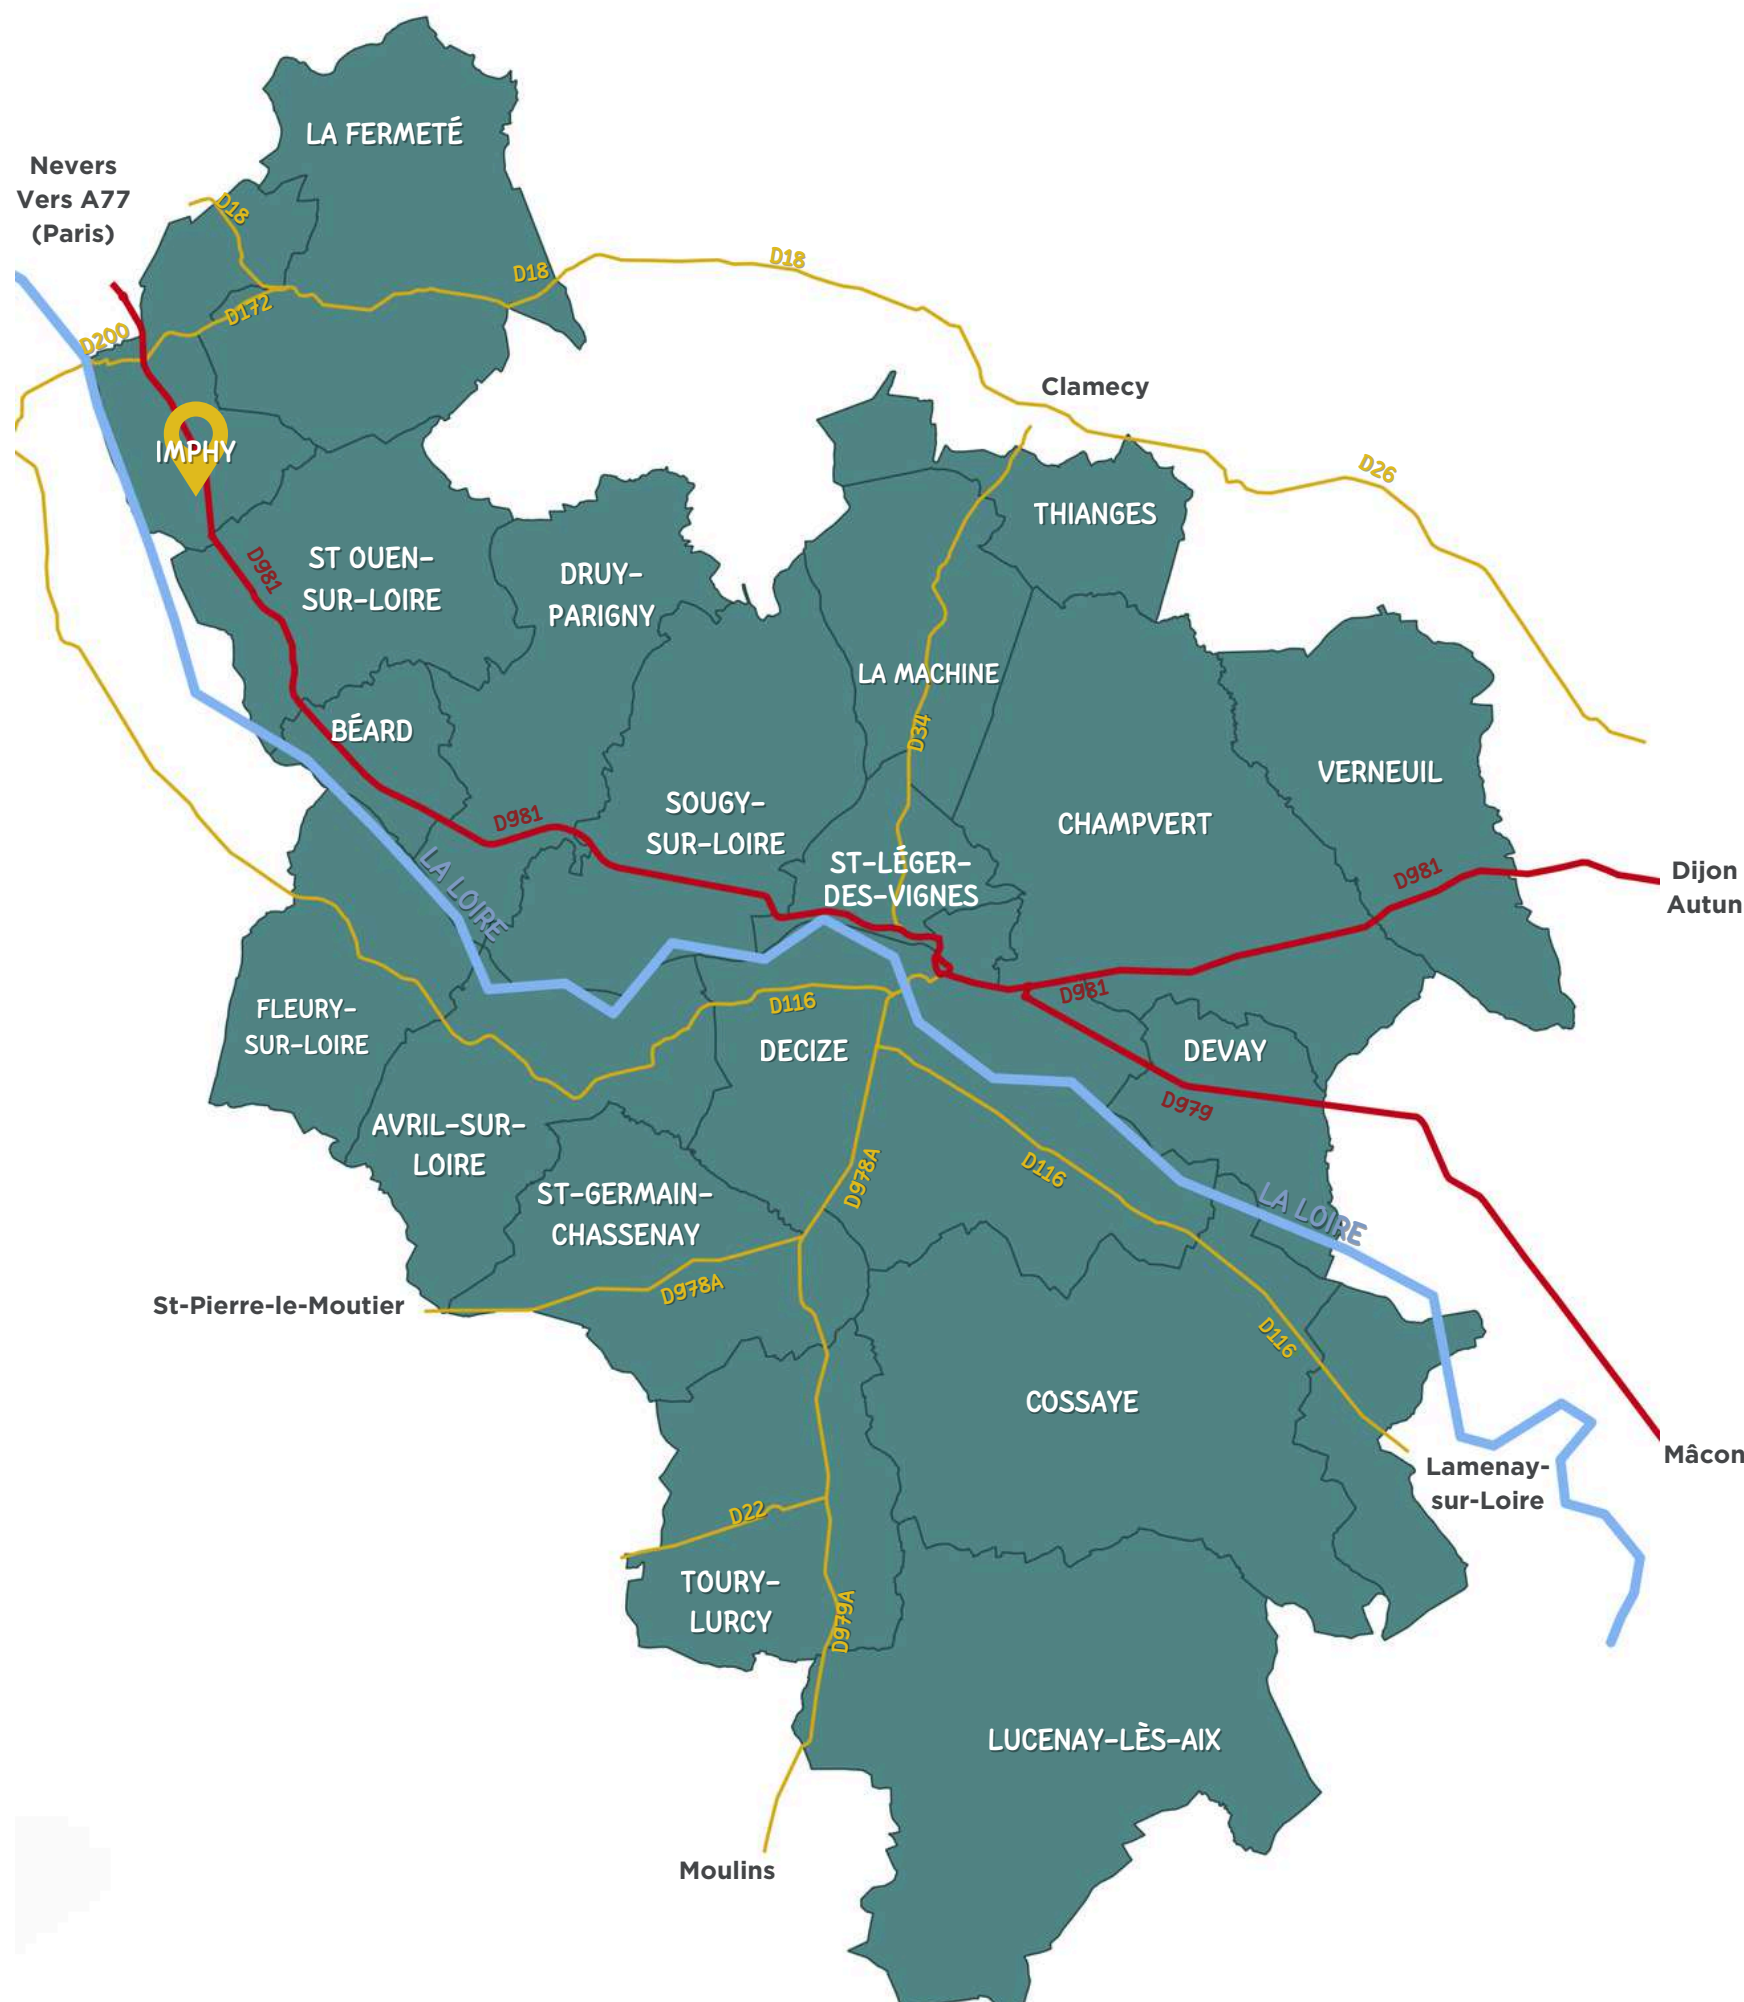 LA FERMETÉ
Nevers
Vers A77
(Paris)
D18
D18
D18
D172
D200
Clamecy
IMPHY
D26
THIANGES
ST OUEN-
SUR-LOIRE
D981
DRUY-
PARIGNY
LA MACHINE
D34
BÉARD
VERNEUIL
SOUGY-
SUR-LOIRE
D981
CHAMPVERT
ST-LÉGER-
DES-VIGNES
LA LOIRE
D981
Dijon
Autun
FLEURY-
SUR-LOIRE
D116
D981
DECIZE
DEVAY
D979
AVRIL-SUR-
LOIRE
D978A
D116
ST-GERMAIN-
CHASSENAY
LA LOIRE
D978A
St-Pierre-le-Moutier
D116
COSSAYE
Mâcon
Lamenay-
sur-Loire
D22
TOURY-
LURCY
D979A
LUCENAY-LÈS-AIX
Moulins